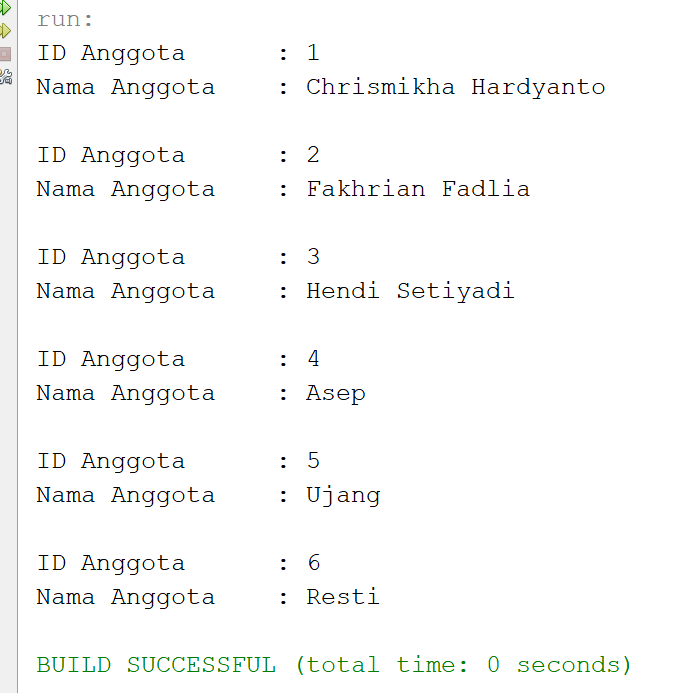 run:
ID Anggota : 1
Nama Anggota : Chrismikha Hardyanto
ID Anggota : 2
Nama Anggota : Fakhrian Fadlia
ID Anggota : 3
Nama Anggota : Hendi Setiyadi
ID Anggota : 4
Nama Anggota : Asep
ID Anggota : 5
Nama Anggota : Ujang
ID Anggota : 6
Nama Anggota : Resti
BUILD SUCCESSFUL (total time: 0 seconds)